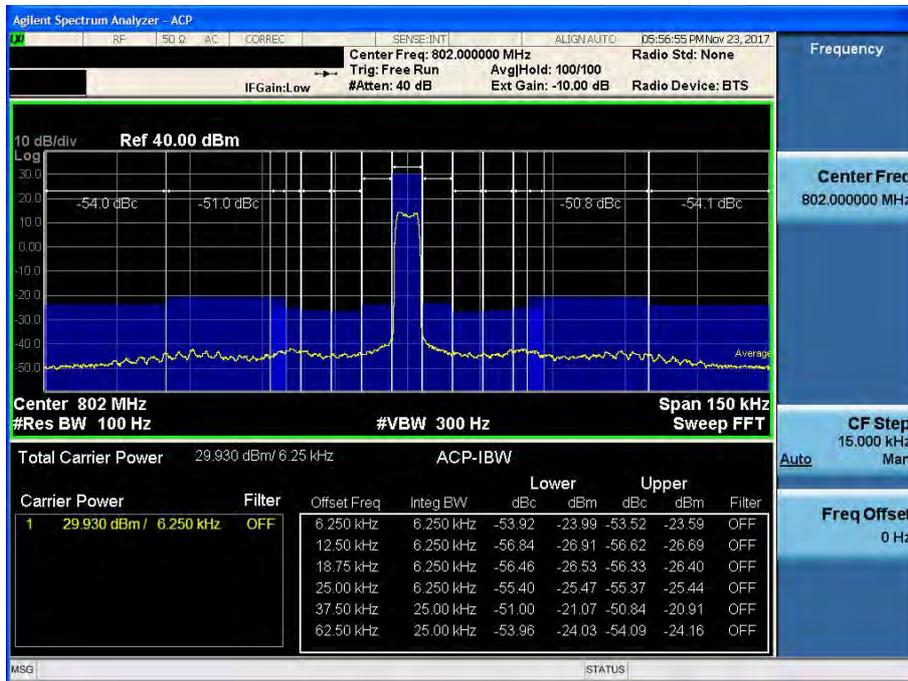 Agilent Spectrum Analyzer - ACP
LXI RF 50 Ω AC CORREC SENSE:INT ALIGN AUTO 05:56:55 PM Nov 23, 2017
Center Freq: 802.000000 MHz Radio Std: None
Trig: Free Run Avg|Hold: 100/100
IFGain:Low #Atten: 40 dB Ext Gain: -10.00 dB Radio Device: BTS
10 dB/div Ref 40.00 dBm
Log
30.0
20.0
10.0
0.00
-10.0
-20.0
-30.0
-40.0
-50.0
-54.0 dBc -51.0 dBc -50.8 dBc -54.1 dBc
Average
Center 802 MHz Span 150 kHz
#Res BW 100 Hz #VBW 300 Hz Sweep FFT
Total Carrier Power 29.930 dBm/ 6.25 kHz ACP-IBW
Lower Upper
Carrier Power Filter Offset Freq Integ BW dBc dBm dBc dBm Filter
1 29.930 dBm / 6.250 kHz OFF
6.250 kHz 6.250 kHz -53.92 -23.99 -53.52 -23.59 OFF
12.50 kHz 6.250 kHz -56.84 -26.91 -56.62 -26.69 OFF
18.75 kHz 6.250 kHz -56.46 -26.53 -56.33 -26.40 OFF
25.00 kHz 6.250 kHz -55.40 -25.47 -55.37 -25.44 OFF
37.50 kHz 25.00 kHz -51.00 -21.07 -50.84 -20.91 OFF
62.50 kHz 25.00 kHz -53.96 -24.03 -54.09 -24.16 OFF
MSG STATUS
Frequency
Center Freq
802.000000 MHz
CF Step
15.000 kHz
Auto Man
Freq Offset
0 Hz